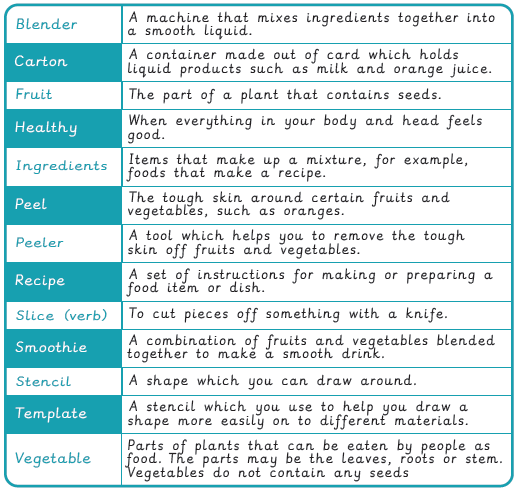 Blender
A machine that mixes ingredients together into
a smooth liquid.
Carton
A container made out of card which holds
liquid products such as milk and orange juice.
Fruit
The part of a plant that contains seeds.
Healthy
When everything in your body and head feels
good.
Ingredients
Items that make up a mixture, for example,
foods that make a recipe.
Peel
The tough skin around certain fruits and
vegetables, such as oranges.
Peeler
A tool which helps you to remove the tough
skin off fruits and vegetables.
Recipe
A set of instructions for making or preparing a
food item or dish.
Slice (verb)
To cut pieces off something with a knife.
Smoothie
A combination of fruits and vegetables blended
together to make a smooth drink.
Stencil
A shape which you can draw around.
Template
A stencil which you use to help you draw a
shape more easily on to different materials.
Vegetable
Parts of plants that can be eaten by people as
food. The parts may be the leaves, roots or stem.
Vegetables do not contain any seeds